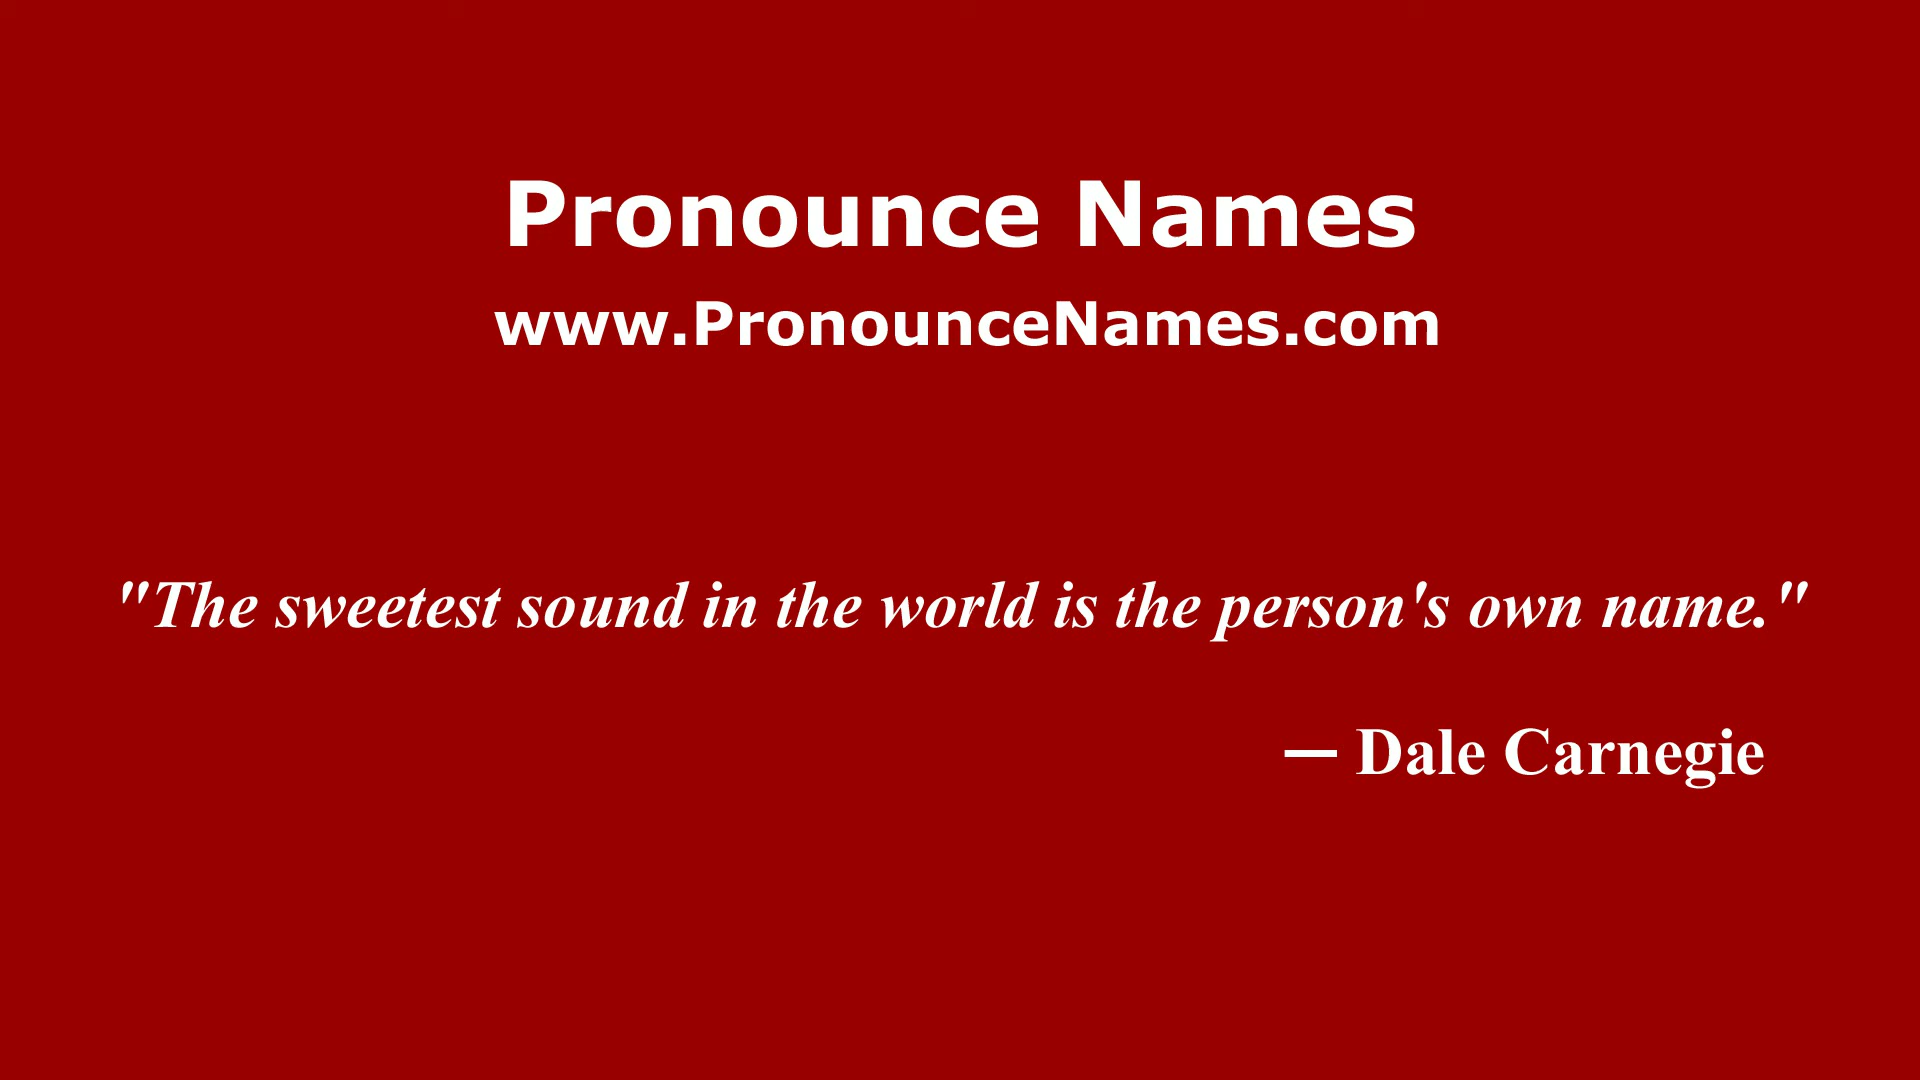 Pronounce Names
www.PronounceNames.com
"The sweetest sound in the world is the person's own name."
— Dale Carnegie